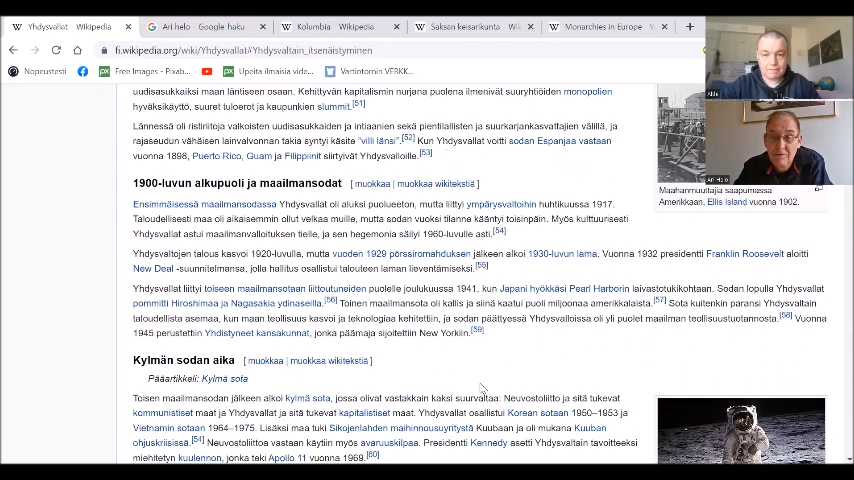 Yhdysvallat – Wikipedia
Ari helo - Google haku
Kolumbia – Wikipedia
Saksan keisarikunta – Wik
Monarchies in Europe - W
fi.wikipedia.org/wiki/Yhdysvallat#Yhdysvaltain_itsenäistyminen
Nopeustesti
Free Images - Pixab...
Upeita ilmaisia vide...
Vartiotornin VERKK...
uudisasukkaiksi maan läntiseen osaan. Kehittyvän kapitalismin nurjana puolena ilmenivät suuryhtiöiden monopolien
hyväksikäyttö, suuret tuloerot ja kaupunkien slummit.[51]
Lännessä oli ristiriitoja valkoisten uudisasukkaiden ja intiaanien sekä pientilallisten ja suurkarjankasvattajien välillä, ja
rajaseudun vähäisen lainvalvonnan takia syntyi käsite "villi länsi".[52] Kun Yhdysvallat voitti sodan Espanjaa vastaan
vuonna 1898, Puerto Rico, Guam ja Filippiinit siirtyivät Yhdysvalloille.[53]
1900-luvun alkupuoli ja maailmansodat [ muokkaa | muokkaa wikitekstiä ]
Ensimmäisessä maailmansodassa Yhdysvallat oli aluksi puolueeton, mutta liittyi ympärysvaltoihin huhtikuussa 1917.
Taloudellisesti maa oli aikaisemmin ollut velkaa muille, mutta sodan vuoksi tilanne kääntyi toisinpäin. Myös kulttuurisesti
Yhdysvallat astui maailmanvalloituksen tielle, ja sen hegemonia säilyi 1960-luvulle asti.[54]
Yhdysvaltojen talous kasvoi 1920-luvulla, mutta vuoden 1929 pörssiromahduksen jälkeen alkoi 1930-luvun lama. Vuonna 1932 presidentti Franklin Roosevelt aloitti
New Deal -suunnitelmansa, jolla hallitus osallistui talouteen laman lieventämiseksi.[55]
Yhdysvallat liittyi toiseen maailmansotaan liittoutuneiden puolelle joulukuussa 1941, kun Japani hyökkäsi Pearl Harborin laivastotukikohtaan. Sodan lopulla Yhdysvallat
pommitti Hiroshimaa ja Nagasakia ydinaseilla.[56] Toinen maailmansota oli kallis ja siinä kaatui puoli miljoonaa amerikkalaista.[57] Sota kuitenkin paransi Yhdysvaltain
taloudellista asemaa, kun maan teollisuus kasvoi ja teknologiaa kehitettiin, ja sodan päättyessä Yhdysvalloissa oli yli puolet maailman teollisuustuotannosta.[58] Vuonna
1945 perustettiin Yhdistyneet kansakunnat, jonka päämaja sijoitettiin New Yorkiin.[59]
Kylmän sodan aika [ muokkaa | muokkaa wikitekstiä ]
Pääartikkeli: Kylmä sota
Toisen maailmansodan jälkeen alkoi kylmä sota, jossa olivat vastakkain kaksi suurvaltaa: Neuvostoliitto ja sitä tukevat
kommunistiset maat ja Yhdysvallat ja sitä tukevat kapitalistiset maat. Yhdysvallat osallistui Korean sotaan 1950–1953 ja
Vietnamin sotaan 1964–1975. Lisäksi maa tuki Sikojenlahden maihinnousuyritystä Kuubaan ja oli mukana Kuuban
ohjuskriisissä.[54] Neuvostoliittoa vastaan käytiin myös avaruuskilpaa. Presidentti Kennedy asetti Yhdysvaltain tavoitteeksi
miehitetyn kuulennon, jonka teki Apollo 11 vuonna 1969.[60]
Ari Helo
Maahanmuuttajia saapumassa
Amerikkaan, Ellis Island vuonna 1902.